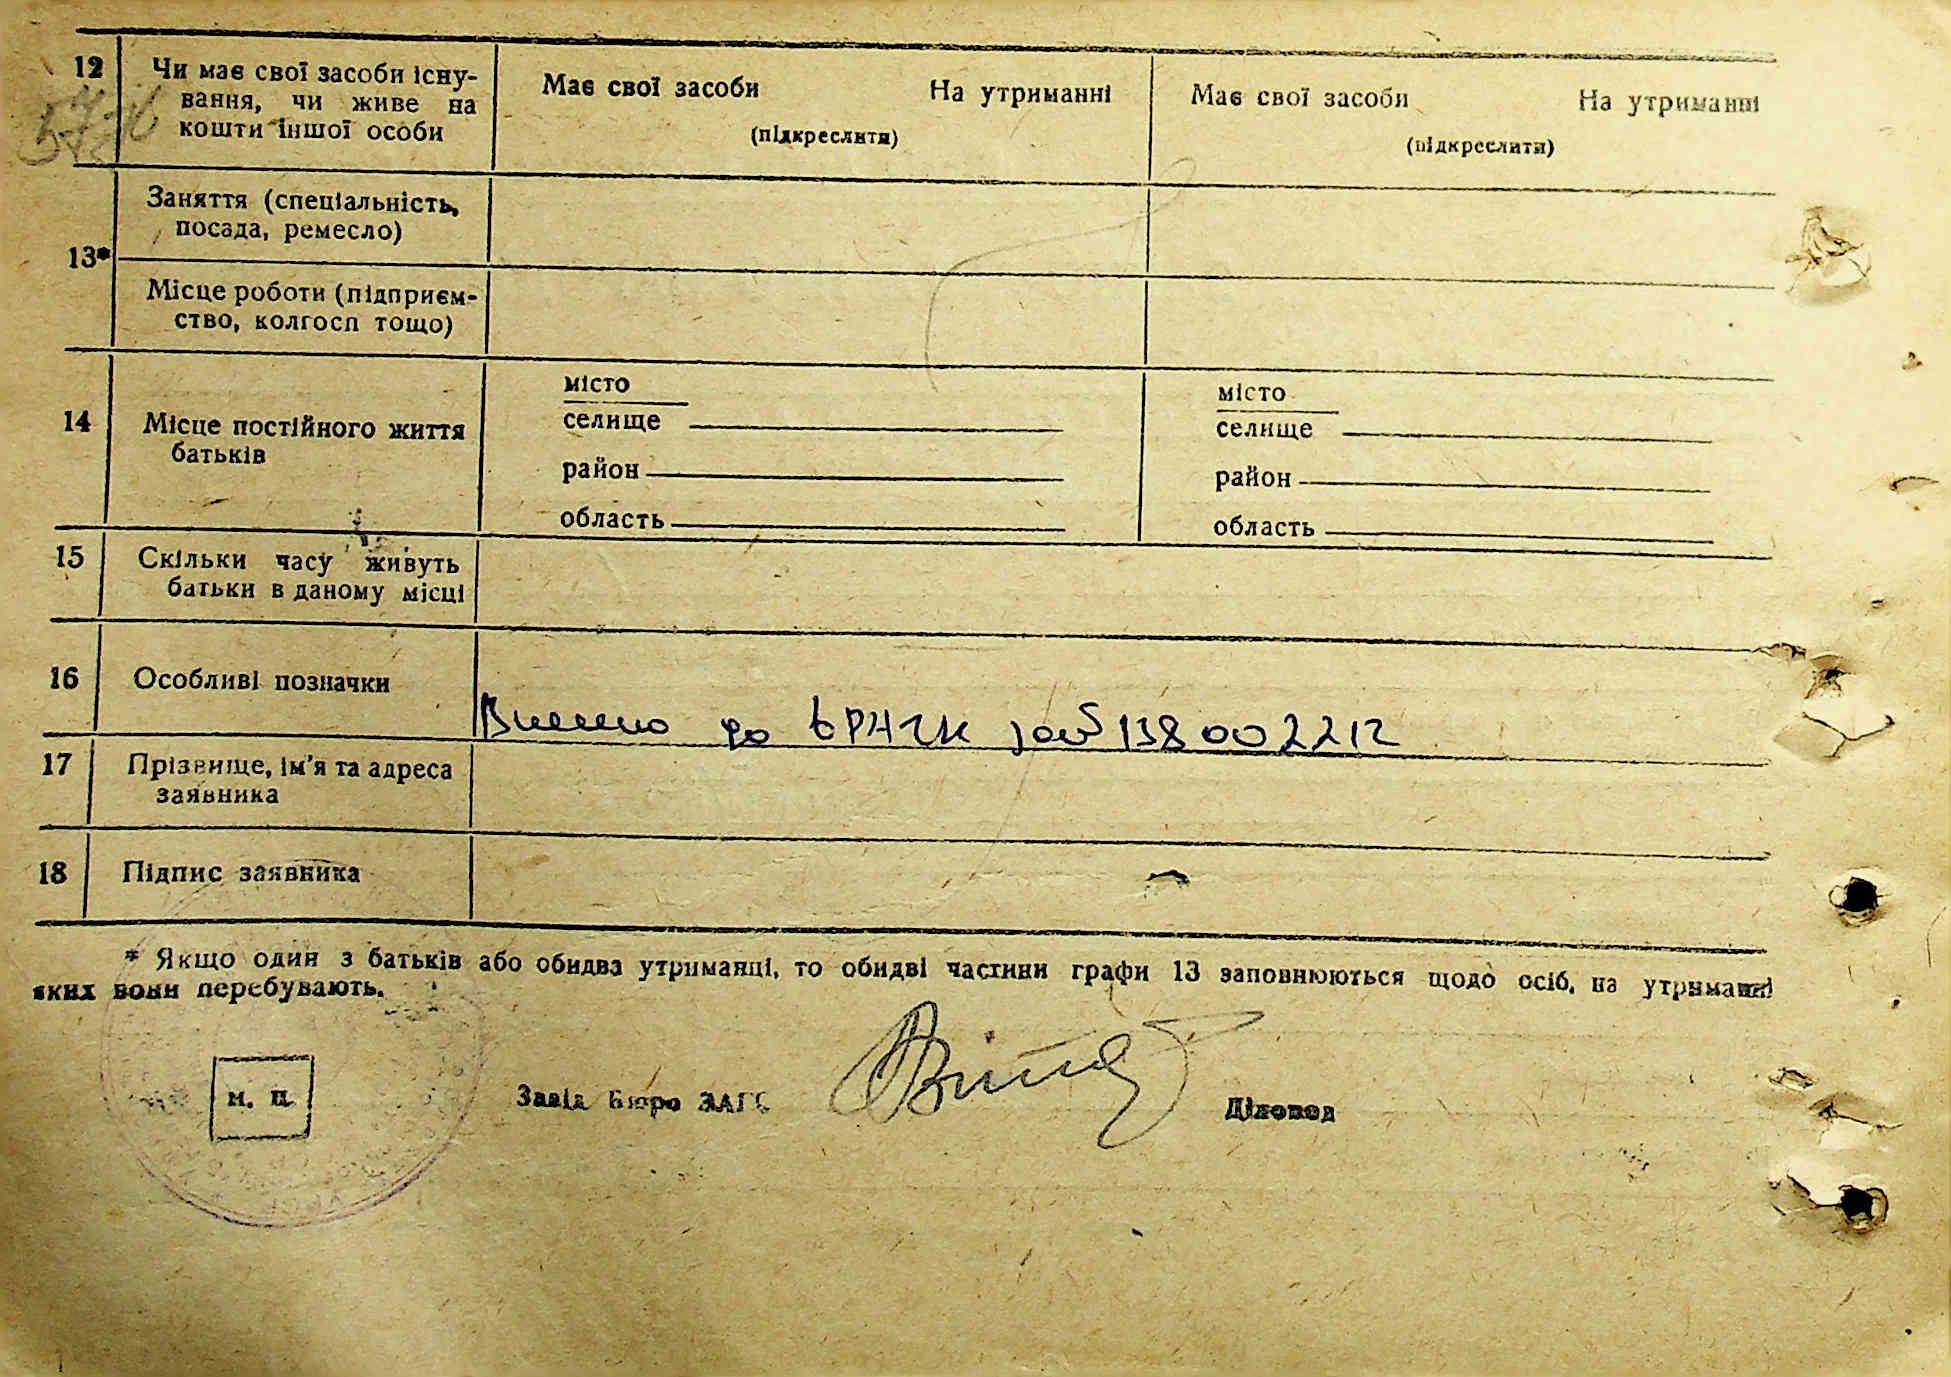 12
Чи має свої засоби існу-
вання, чи живе на
кошти іншої особи
Має свої засоби На утриманні
(підкреслити)
Має свої засоби На утриманні
(підкреслити)
13*
Заняття (спеціальність,
посада, ремесло)
Місце роботи (підприєм-
ство, колгосп тощо)
14
Місце постійного життя
батьків
місто
селище
район
область
місто
селище
район
область
15
Скільки часу живуть
батьки в даному місці
16
Особливі позначки
Внесено до ЄРНЧК 138002212
17
Прізвище, ім'я та адреса
заявника
18
Підпис заявника
* Якщо один з батьків або обидва утриманці, то обидві частини графи 13 заповнюються щодо осіб, на утриманні
яких вони перебувають.
м. п.
Завід. Бюро ЗАГС
Діловод